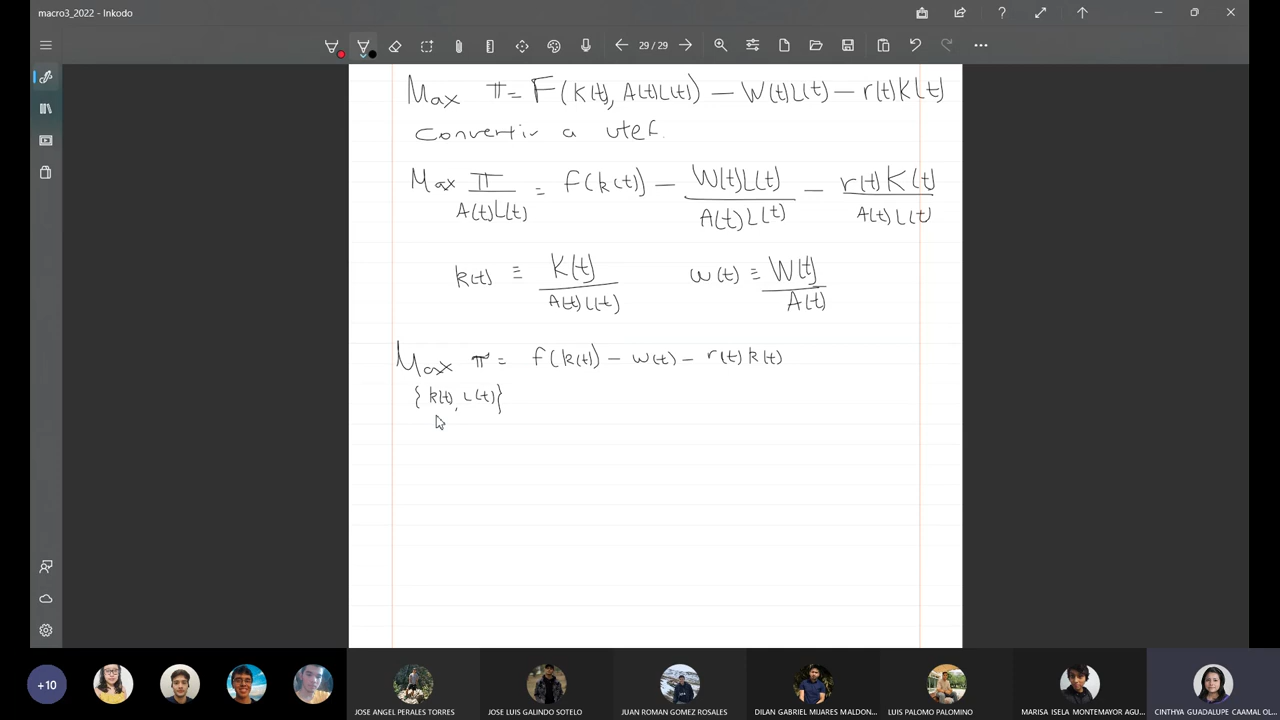 macro3_2022 - Inkodo
29 / 29
Max π = F(K(t), A(t)L(t)) - W(t)L(t) - r(t)K(t)
Convertir a utef.
Max π/A(t)L(t) = f(k(t)) - W(t)L(t)/A(t)L(t) - r(t)K(t)/A(t)L(t)
k(t) ≡ K(t)/A(t)L(t) w(t) ≡ W(t)/A(t)
Max π = f(k(t)) - w(t) - r(t)k(t)
{k(t), L(t)}
+10
JOSE ANGEL PERALES TORRES
JOSE LUIS GALINDO SOTELO
JUAN ROMAN GOMEZ ROSALES
DILAN GABRIEL MIJARES MALDON...
LUIS PALOMO PALOMINO
MARISA ISELA MONTEMAYOR AGU...
CINTHYA GUADALUPE CAAMAL OL...